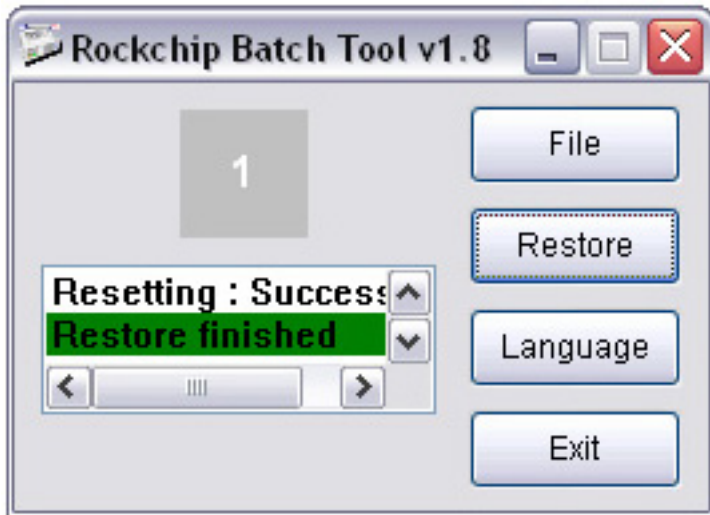 Rockchip Batch Tool v1.8
1
File
Restore
Resetting : Success
Restore finished
Language
Exit